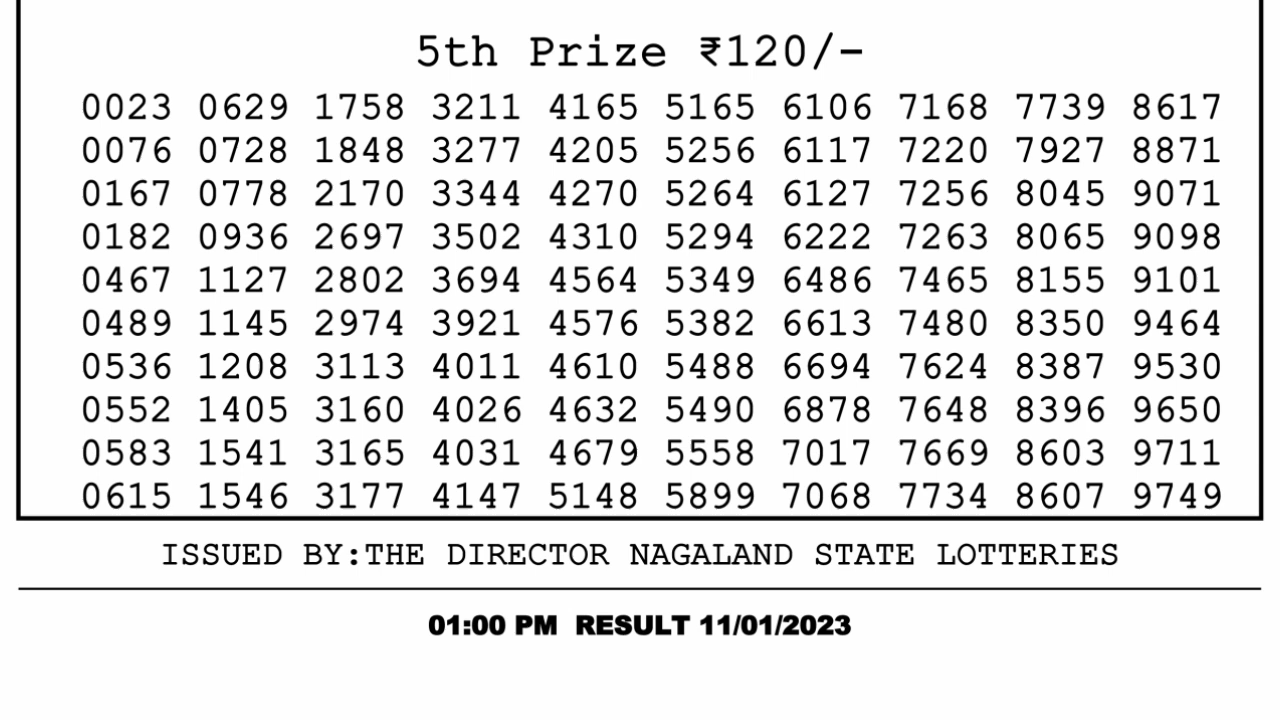 5th Prize ₹120/-
0023 0629 1758 3211 4165 5165 6106 7168 7739 8617
0076 0728 1848 3277 4205 5256 6117 7220 7927 8871
0167 0778 2170 3344 4270 5264 6127 7256 8045 9071
0182 0936 2697 3502 4310 5294 6222 7263 8065 9098
0467 1127 2802 3694 4564 5349 6486 7465 8155 9101
0489 1145 2974 3921 4576 5382 6613 7480 8350 9464
0536 1208 3113 4011 4610 5488 6694 7624 8387 9530
0552 1405 3160 4026 4632 5490 6878 7648 8396 9650
0583 1541 3165 4031 4679 5558 7017 7669 8603 9711
0615 1546 3177 4147 5148 5899 7068 7734 8607 9749
ISSUED BY:THE DIRECTOR NAGALAND STATE LOTTERIES
01:00 PM RESULT 11/01/2023